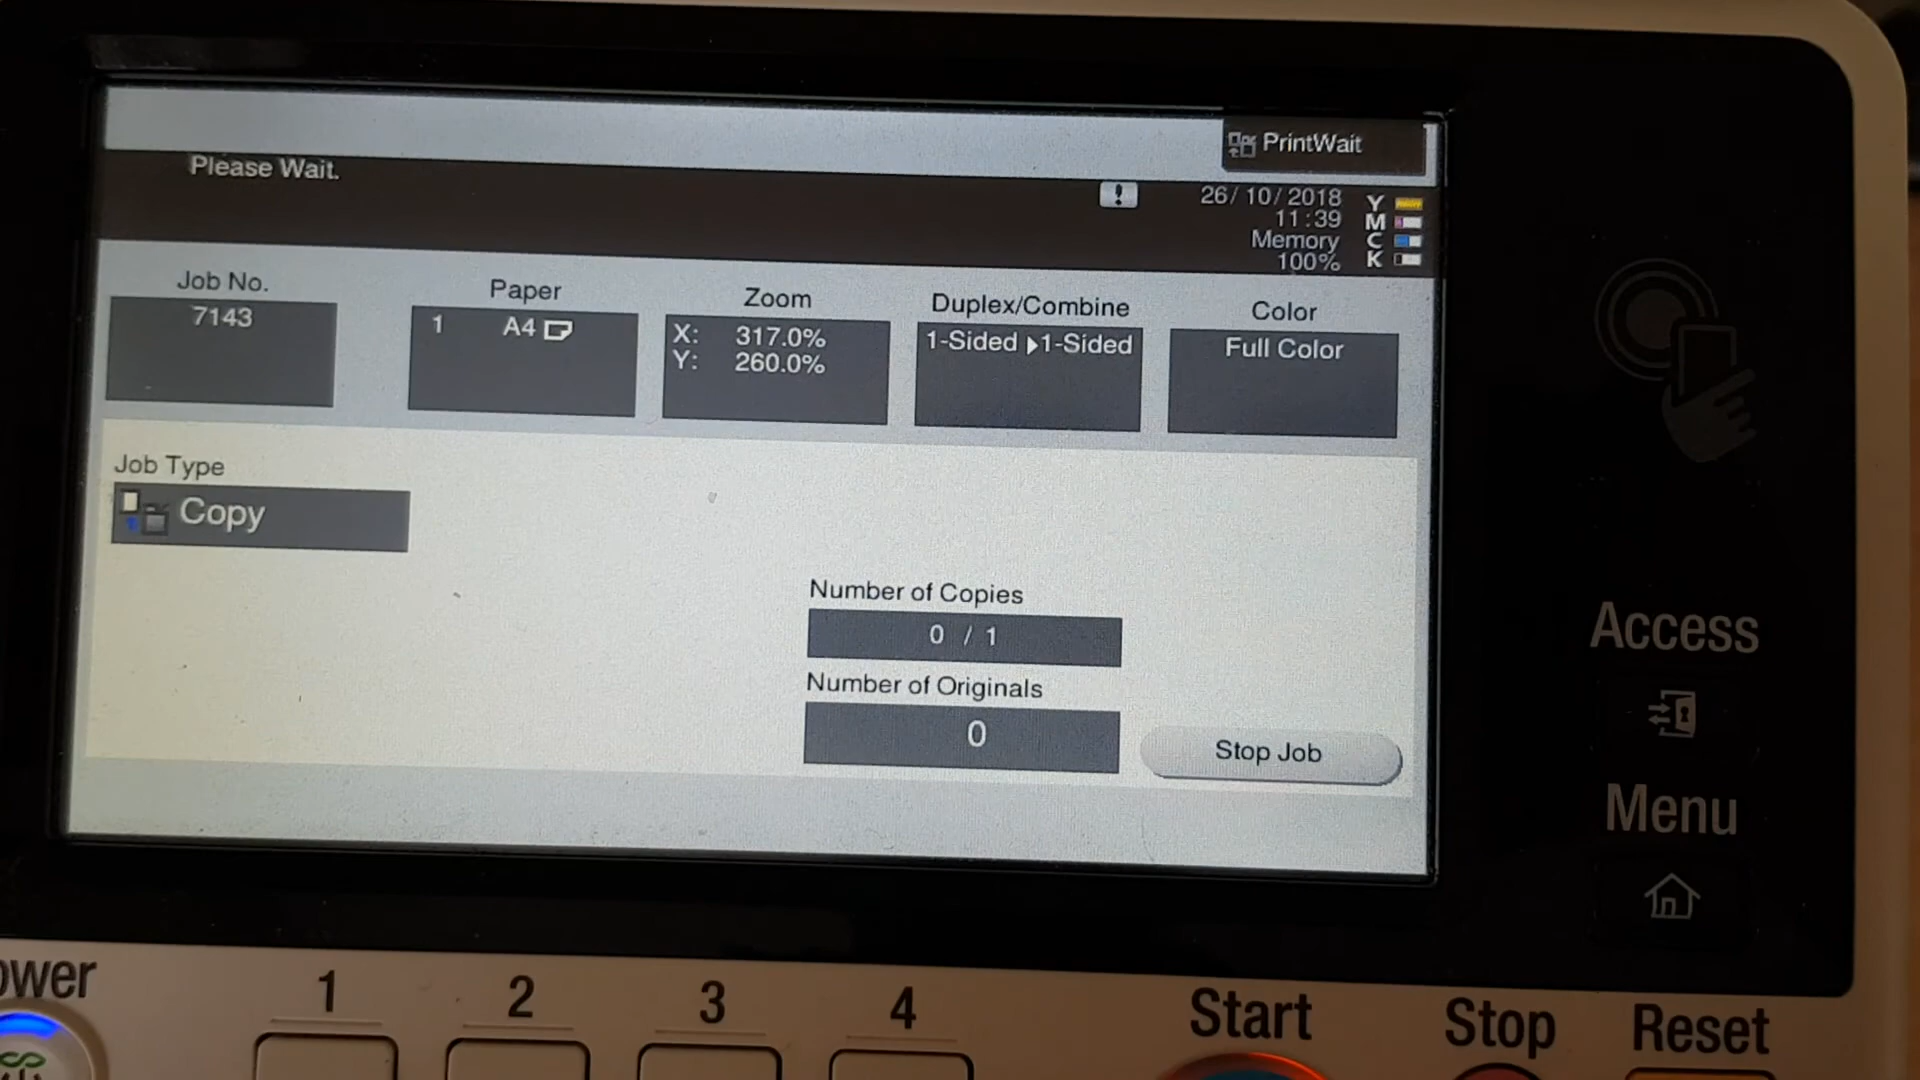 PrintWait
Please Wait.
!
26/10/2018
11:39
Memory
100%
Y
M
C
K
Job No.
7143
Paper
1 A4
Zoom
X: 317.0%
Y: 260.0%
Duplex/Combine
1-Sided ▶1-Sided
Color
Full Color
Job Type
Copy
Number of Copies
0 / 1
Number of Originals
0
Stop Job
Access
Menu
ower
1
2
3
4
Start
Stop
Reset